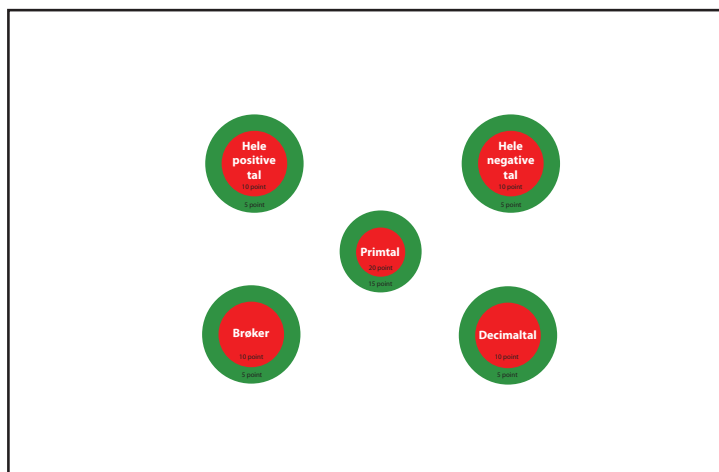 Hele
positive
tal
10 point
5 point
Hele
negative
tal
10 point
5 point
Primtal
20 point
15 point
Brøker
10 point
5 point
Decimaltal
10 point
5 point